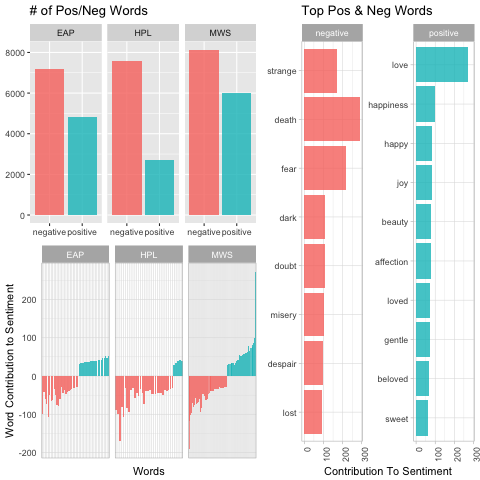 # of Pos/Neg Words
EAP HPL MWS
8000
6000
4000
2000
0
negative positive negative positive negative positive
EAP HPL MWS
Word Contribution to Sentiment
200
100
0
-100
-200
Words
Top Pos & Neg Words
negative positive
strange
death
fear
dark
doubt
misery
despair
lost
love
happiness
happy
joy
beauty
affection
loved
gentle
beloved
sweet
0 100 200 300 0 100 200 300
Contribution To Sentiment